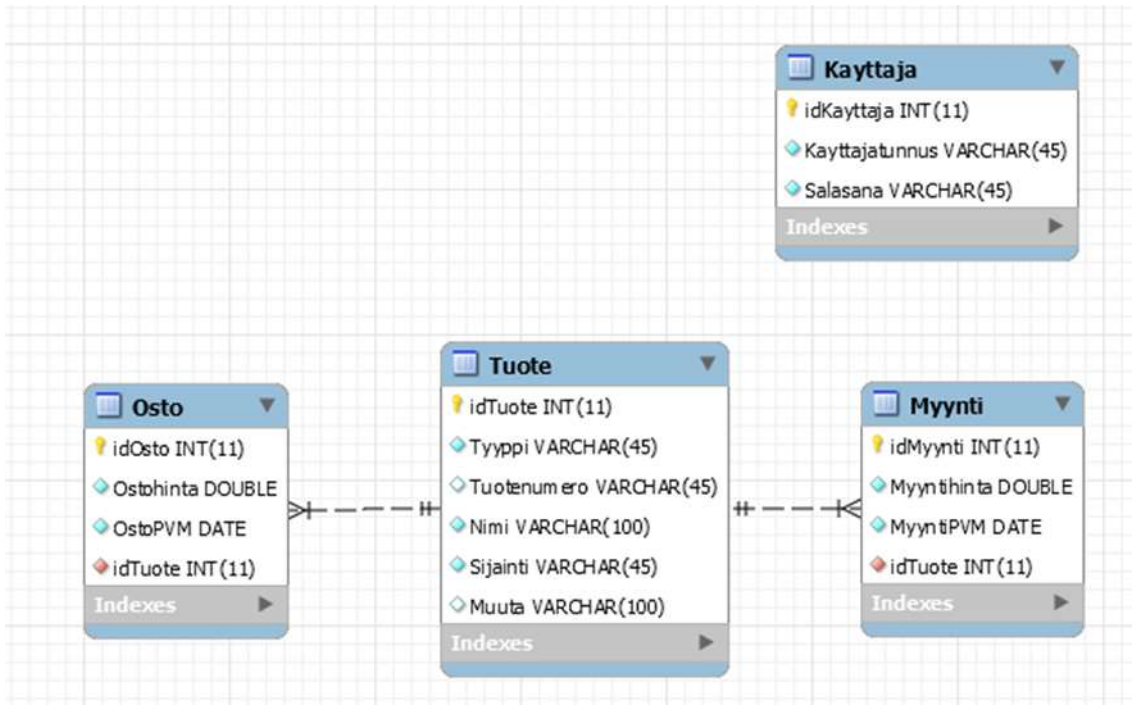 Kayttaja
idKayttaja INT(11)
Kayttajatunnus VARCHAR(45)
Salasana VARCHAR(45)
Indexes
Osto
idOsto INT(11)
Ostohinta DOUBLE
OstoPVM DATE
idTuote INT(11)
Indexes
Tuote
idTuote INT(11)
Tyyppi VARCHAR(45)
Tuotenumero VARCHAR(45)
Nimi VARCHAR(100)
Sijainti VARCHAR(45)
Muuta VARCHAR(100)
Indexes
Myynti
idMyynti INT(11)
Myyntihinta DOUBLE
MyyntiPVM DATE
idTuote INT(11)
Indexes